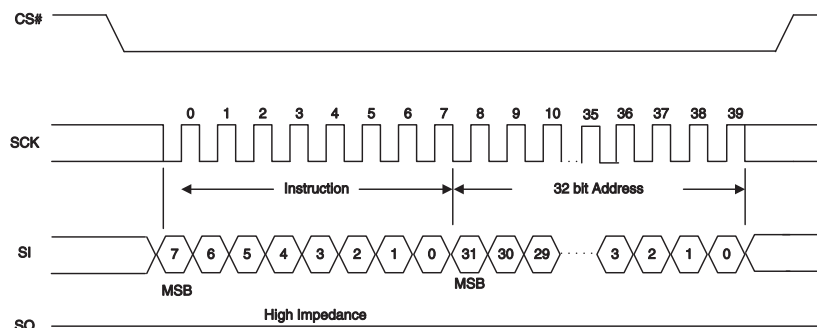 CS#
0 1 2 3 4 5 6 7 8 9 10 35 36 37 38 39
SCK
Instruction 32 bit Address
SI 7 6 5 4 3 2 1 0 31 30 29 3 2 1 0
MSB MSB
High Impedance
SO